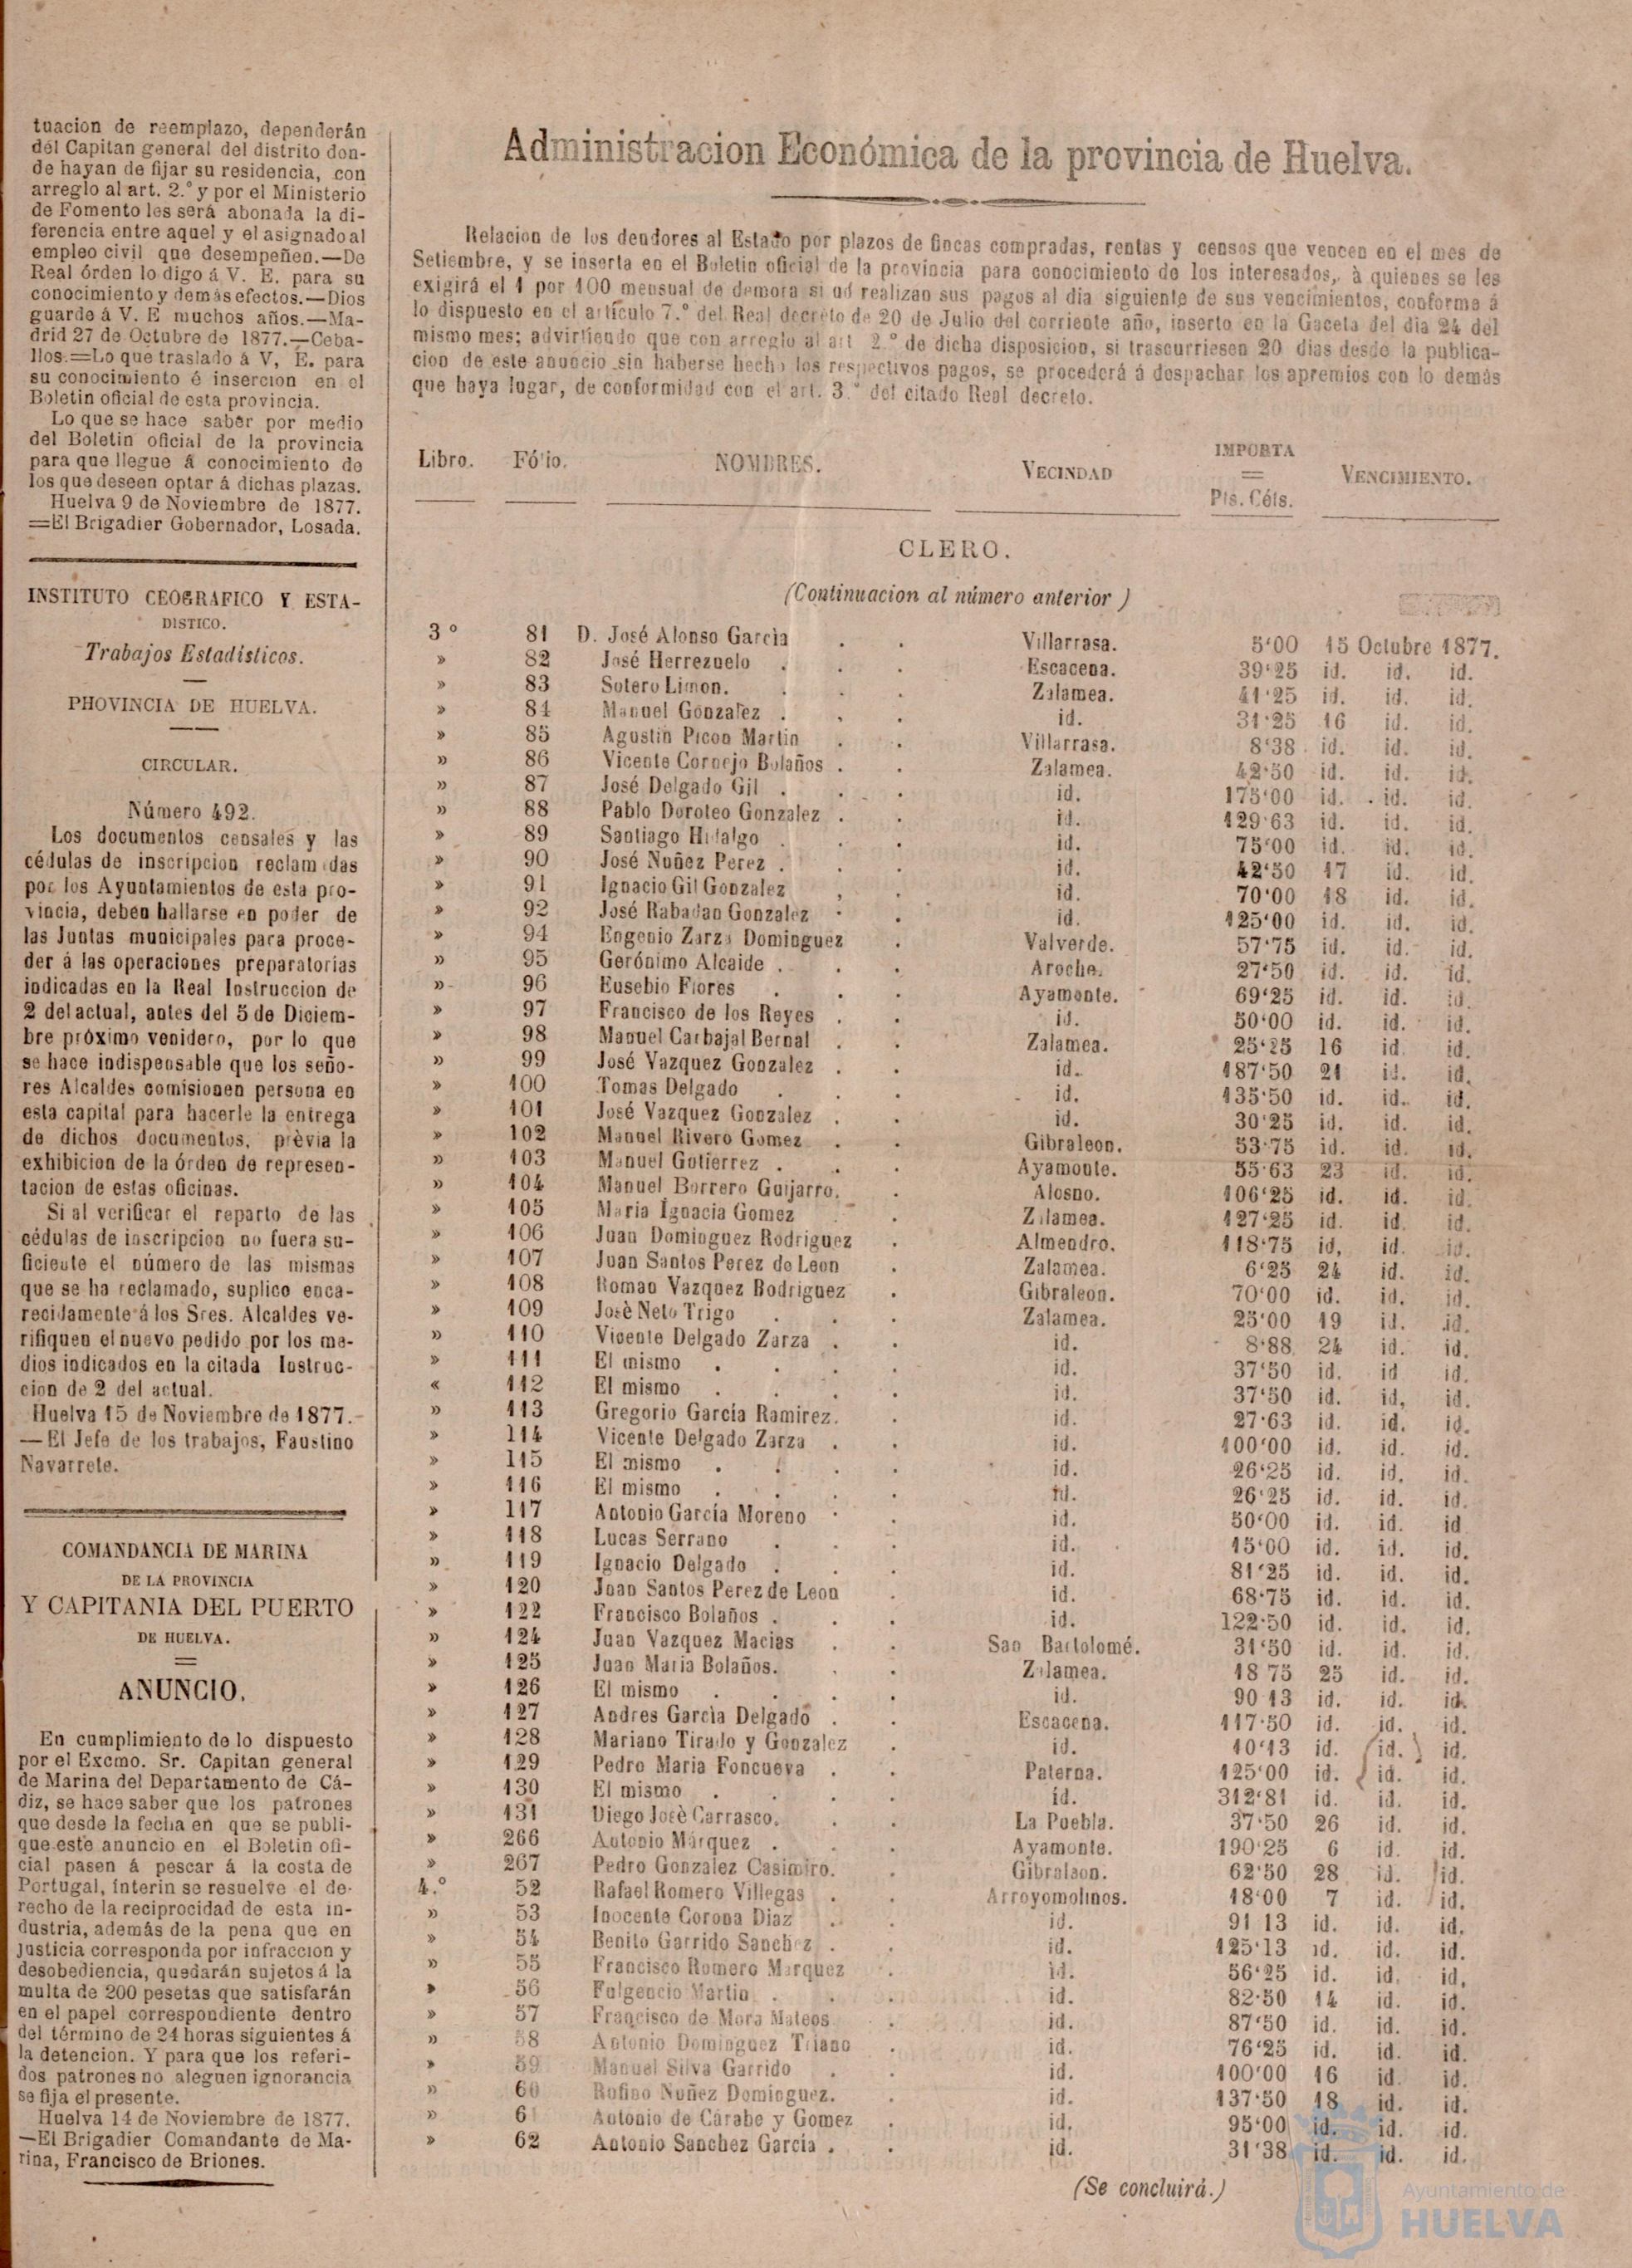 tuacion de reemplazo, dependerán
del Capitan general del distrito don-
de hayan de fijar su residencia, con
arreglo al art. 2.º y por el Ministerio
de Fomento les será abonada la di-
ferencia entre aquel y el asignado al
empleo civil que desempeñen.—De
Real órden lo digo á V. E. para su
conocimiento y demás efectos.—Dios
guarde á V. E muchos años.—Ma-
drid 27 de Octubre de 1877.—Ceba-
llos.=Lo que traslado á V, E. para
su conocimiento é insercion en el
Boletin oficial de esta provincia.
Lo que se hace saber por medio
del Boletin oficial de la provincia
para que llegue á conocimiento de
los que deseen optar á dichas plazas.
Huelva 9 de Noviembre de 1877.
=El Brigadier Gobernador, Losada.
INSTITUTO CEOGRAFICO Y ESTA-
DISTICO.
Trabajos Estadísticos.
PHOVINCIA DE HUELVA.
CIRCULAR.
Número 492.
Los documentos censales y las
cédulas de inscripcion reclamadas
por los Ayuntamientos de esta pro-
vincia, deben hallarse en poder de
las Juntas municipales para proce-
der á las operaciones preparatorias
indicadas en la Real Instruccion de
2 del actual, antes del 5 de Diciem-
bre próximo venidero, por lo que
se hace indispensable que los seño-
res Alcaldes comisionen persona en
esta capital para hacerle la entrega
de dichos documentos, prèvia la
exhibicion de la órden de represen-
tacion de estas oficinas.
Si al verificar el reparto de las
cédulas de inscripcion no fuera su-
ficiente el número de las mismas
que se ha reclamado, suplico enca-
recidamente á los Sres. Alcaldes ve-
rifiquen el nuevo pedido por los me-
dios indicados en la citada Instruc-
cion de 2 del actual.
Huelva 15 de Noviembre de 1877.
—El Jefe de los trabajos, Faustino
Navarrete.
COMANDANCIA DE MARINA
DE LA PROVINCIA
Y CAPITANIA DEL PUERTO
DE HUELVA.
ANUNCIO.
En cumplimiento de lo dispuesto
por el Excmo. Sr. Capitan general
de Marina del Departamento de Cá-
diz, se hace saber que los patrones
que desde la fecha en que se publi-
que este anuncio en el Boletin ofi-
cial pasen á pescar á la costa de
Portugal, ínterin se resuelve el de-
recho de la reciprocidad de esta in-
dustria, además de la pena que en
justicia corresponda por infraccion y
desobediencia, quedarán sujetos á la
multa de 200 pesetas que satisfarán
en el papel correspondiente dentro
del término de 24 horas siguientes á
la detencion. Y para que los referi-
dos patrones no aleguen ignorancia
se fija el presente.
Huelva 14 de Noviembre de 1877.
—El Brigadier Comandante de Ma-
rina, Francisco de Briones.
Administracion Económica de la provincia de Huelva.
Relacion de los deudores al Estado por plazos de fincas compradas, rentas y censos que vencen en el mes de
Setiembre, y se inserta en el Boletin oficial de la provincia para conocimiento de los interesados, à quienes se les
exigirá el 1 por 100 mensual de demora si nó realizan sus pagos al dia siguiente de sus vencimientos, conforme á
lo dispuesto en el artículo 7.º del Real decreto de 20 de Julio del corriente año, inserto en la Gaceta del dia 24 del
mismo mes; advirtiendo que con arreglo al art 2.º de dicha disposicion, si trascurriesen 20 dias desde la publica-
cion de este anuncio sin haberse hecho los respectivos pagos, se procederá á despachar los apremios con lo demás
que haya lugar, de conformidad con el art. 3.º del citado Real decreto.
Libro. Fólio. NOMBRES. VECINDAD IMPORTA = Pts. Céts. VENCIMIENTO.
CLERO.
(Continuacion al número anterior)
3º 81 D. José Alonso Garcìa . . Villarrasa. 5'00 15 Octubre 1877.
» 82 José Herrezuelo . . Escacena. 39'25 id. id. id.
» 83 Sotero Limon. . . Zalamea. 41'25 id. id. id.
» 84 Manuel Gonzalez . . . id. 31'25 16 id. id.
» 85 Agustin Picon Martin . . Villarrasa. 8'38 id. id. id.
» 86 Vicente Cornejo Bolaños . . Zalamea. 42'50 id. id. id.
» 87 José Delgado Gil . . . id. 175'00 id. id. id.
» 88 Pablo Doroteo Gonzalez . . id. 129'63 id. id. id.
» 89 Santiago Hidalgo . . . id. 75'00 id. id. id.
» 90 José Nuñez Perez . . . id. 42'50 17 id. id.
» 91 Ignacio Gil Gonzalez , . id. 70'00 18 id. id.
» 92 José Rabadan Gonzalez . . id. 125'00 id. id. id.
» 94 Eugenio Zarza Dominguez . Valverde. 57'75 id. id. id.
» 95 Gerónimo Alcaide . . . Aroche. 27'50 id. id. id.
» 96 Eusebio Flores . . . Ayamonte. 69'25 id. id. id.
» 97 Francisco de los Reyes . . id. 50'00 id. id. id.
» 98 Manuel Carbajal Bernal . . Zalamea. 25'25 16 id. id.
» 99 José Vazquez Gonzalez . . id. 187'50 21 id. id.
» 100 Tomas Delgado . . . id. 135'50 id. id. id.
» 101 José Vazquez Gonzalez . . id. 30'25 id. id. id.
» 102 Manuel Rivero Gomez . . Gibraleon. 53'75 id. id. id.
» 103 Manuel Gutierrez . . . Ayamonte. 55'63 23 id. id.
» 104 Manuel Borrero Guijarro. . Alosno. 106'25 id. id. id.
» 105 Maria Ignacia Gomez . . Zalamea. 127'25 id. id. id.
» 106 Juan Dominguez Rodriguez . Almendro. 118'75 id, id. id.
» 107 Juan Santos Perez de Leon . Zalamea. 6'25 24 id. id.
» 108 Roman Vazquez Rodriguez . Gibraleon. 70'00 id. id. id.
» 109 Josè Neto Trigo . . . Zalamea. 25'00 19 id. id.
» 110 Vicente Delgado Zarza . . id. 8'88 24 id. id.
» 111 El mismo . . . . id. 37'50 id. id id.
« 112 El mismo . . . . id. 37'50 id. id, id.
» 113 Gregorio García Ramirez. . id. 27'63 id. id. id.
» 114 Vicente Delgado Zarza . . id. 100'00 id. id. id.
» 115 El mismo . . . . id. 26'25 id. id. id.
» 116 El mismo . . . . id. 26'25 id. id. id.
» 117 Antonio García Moreno . . id. 50'00 id. id. id
» 118 Lucas Serrano . . . id. 15'00 id. id. id.
» 119 Ignacio Delgado . . . id. 81'25 id. id. id.
» 120 Juan Santos Perez de Leon . id. 68'75 id. id. id.
» 122 Francisco Bolaños . . . id. 122'50 id. id. id.
» 124 Juan Vazquez Macias . . San Bartolomé. 31'50 id. id. id.
» 125 Juan Maria Bolaños. . . Zalamea. 18 75 25 id. id.
» 126 El mismo . . . . id. 90 13 id. id. id.
» 127 Andres Garcìa Delgado . . Escacena. 117'50 id. id. id.
» 128 Mariano Tirado y Gonzalez . id. 10'13 id. id. id.
» 129 Pedro Maria Foncueva . . Paterna. 125'00 id. id. id.
» 130 El mismo . . . . id. 312'81 id. id. id.
» 131 Diego Josè Carrasco. . . La Puebla. 37'50 26 id. id.
» 266 Antonio Márquez . . . Ayamonte. 190'25 6 id. id.
» 267 Pedro Gonzalez Casimiro. . Gibraleon. 62'50 28 id. id.
4.º 52 Rafael Romero Villegas . . Arroyomolinos. 18'00 7 id. id.
» 53 Inocente Corona Diaz . . id. 91 13 id. id. id.
» 54 Benito Garrido Sanchez . . id. 125'13 id. id. id.
» 55 Francisco Romero Marquez . id. 56'25 id. id. id,
» 56 Fulgencio Martin . . . id. 82'50 14 id. id.
» 57 Francisco de Mora Mateos . id. 87'50 id. id. id.
» 58 Antonio Dominguez Triano . id. 76'25 id. id. id.
» 59 Manuel Silva Garrido . . id. 100'00 16 id. id.
» 60 Rufino Nuñez Dominguez. . id. 137'50 18 id. id.
» 6 Antonio de Cárabe y Gomez . id. 95'00 id. id. id.
» 62 Antonio Sanchez García . . id. 31'38 id. id. id.
(Se concluirá.)
Ayuntamiento de
HUELVA